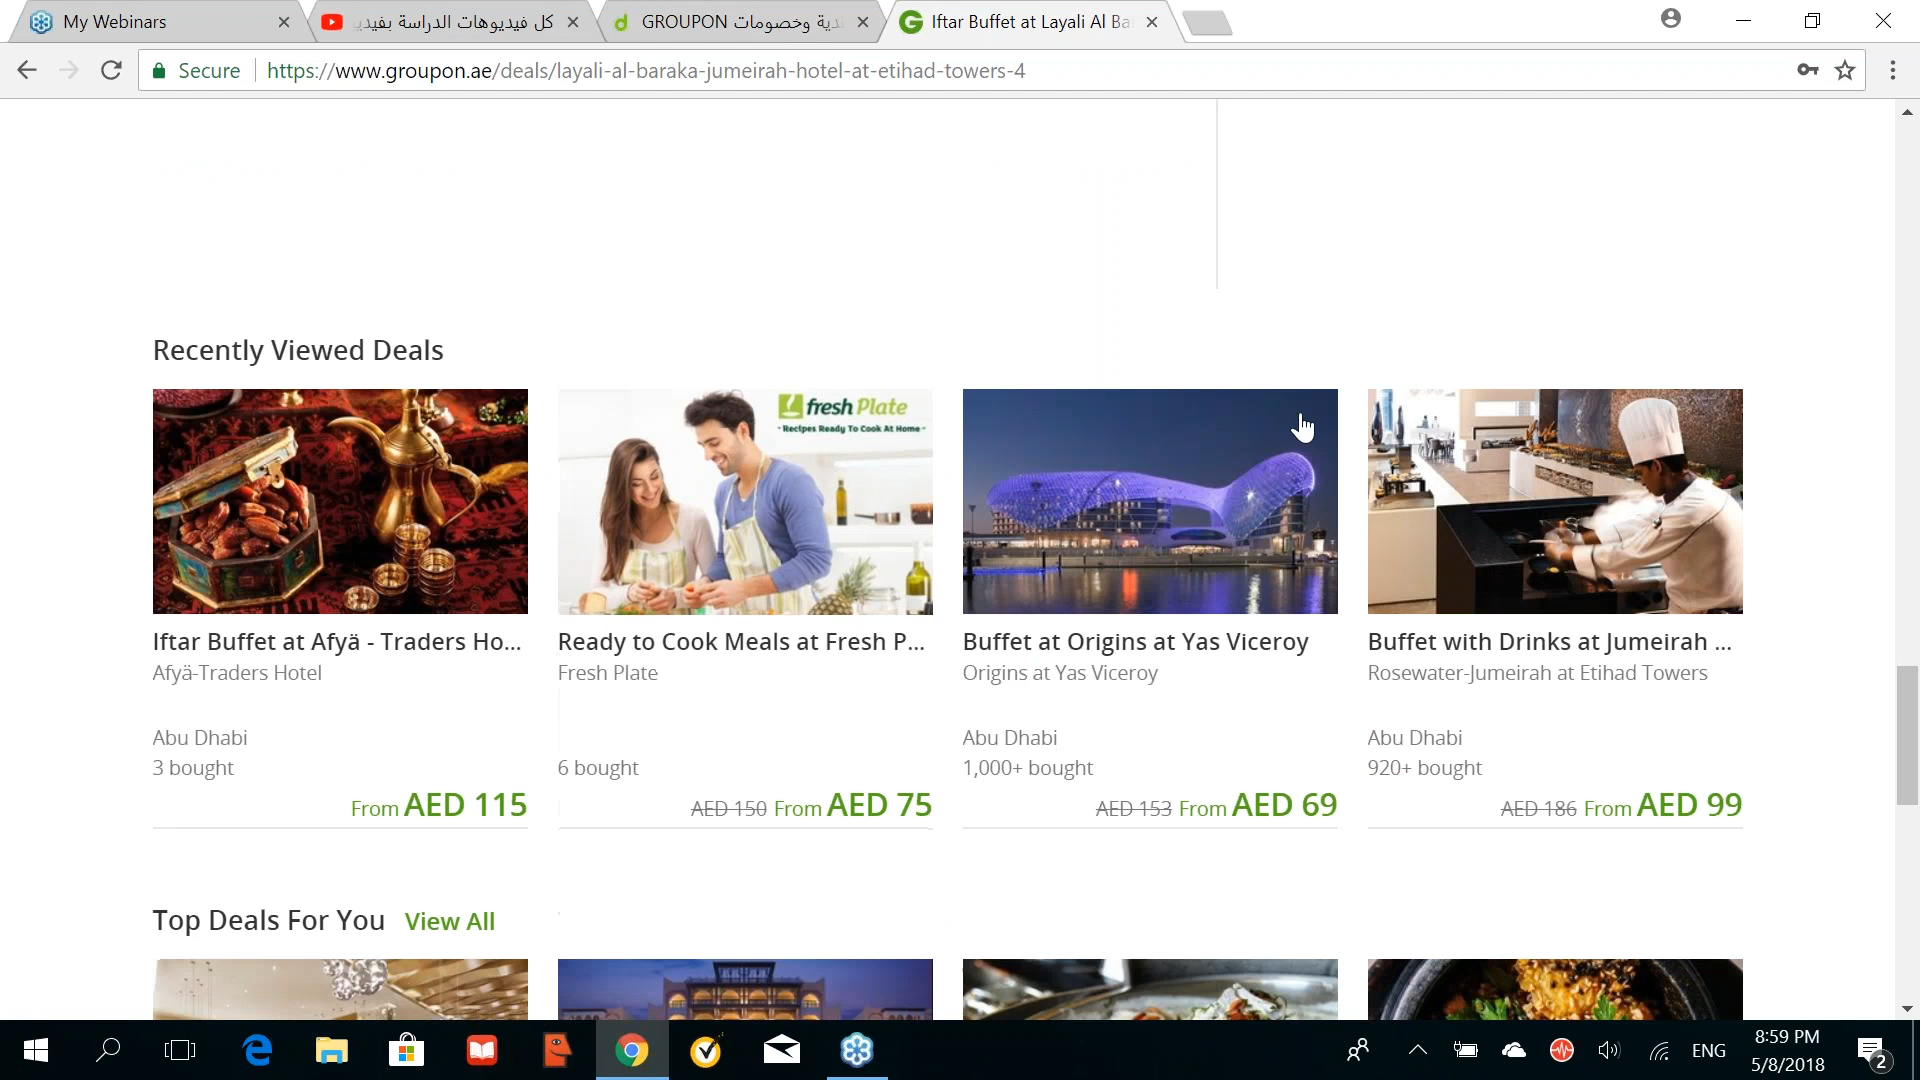 My Webinars
كل فيديوهات الدراسة بفيديو
GROUPON ندية وخصومات
Iftar Buffet at Layali Al Ba
Secure
https://www.groupon.ae/deals/layali-al-baraka-jumeirah-hotel-at-etihad-towers-4
Recently Viewed Deals
fresh Plate
- Recipes Ready To Cook At Home -
Iftar Buffet at Afyä - Traders Ho...
Afyä-Traders Hotel
Abu Dhabi
3 bought
From AED 115
Ready to Cook Meals at Fresh P...
Fresh Plate
6 bought
AED 150 From AED 75
Buffet at Origins at Yas Viceroy
Origins at Yas Viceroy
Abu Dhabi
1,000+ bought
AED 153 From AED 69
Buffet with Drinks at Jumeirah ...
Rosewater-Jumeirah at Etihad Towers
Abu Dhabi
920+ bought
AED 186 From AED 99
Top Deals For You View All
ENG
8:59 PM
5/8/2018
2